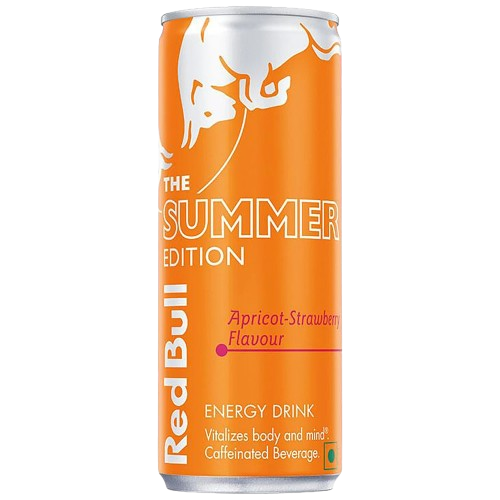 THE
SUMMER
EDITION
Red Bull
Apricot-Strawberry
Flavour
ENERGY DRINK
Vitalizes body and mind®.
Caffeinated Beverage.